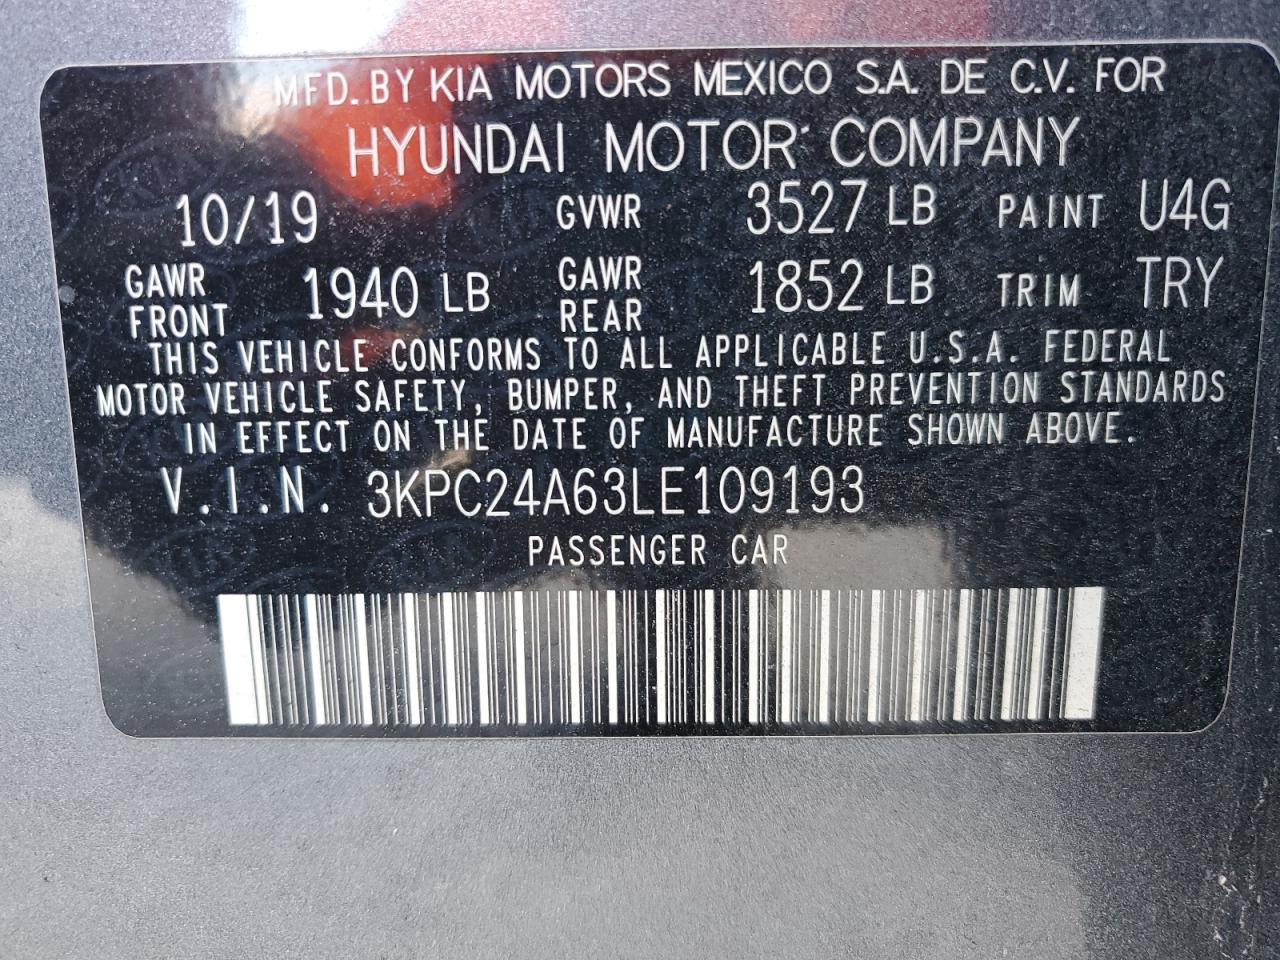 MFD. BY KIA MOTORS MEXICO S.A. DE C.V. FOR
HYUNDAI MOTOR COMPANY
10/19 GVWR 3527 LB PAINT U4G
GAWR FRONT 1940 LB GAWR REAR 1852 LB TRIM TRY
THIS VEHICLE CONFORMS TO ALL APPLICABLE U.S.A. FEDERAL
MOTOR VEHICLE SAFETY, BUMPER, AND THEFT PREVENTION STANDARDS
IN EFFECT ON THE DATE OF MANUFACTURE SHOWN ABOVE.
V.I.N. 3KPC24A63LE109193
PASSENGER CAR